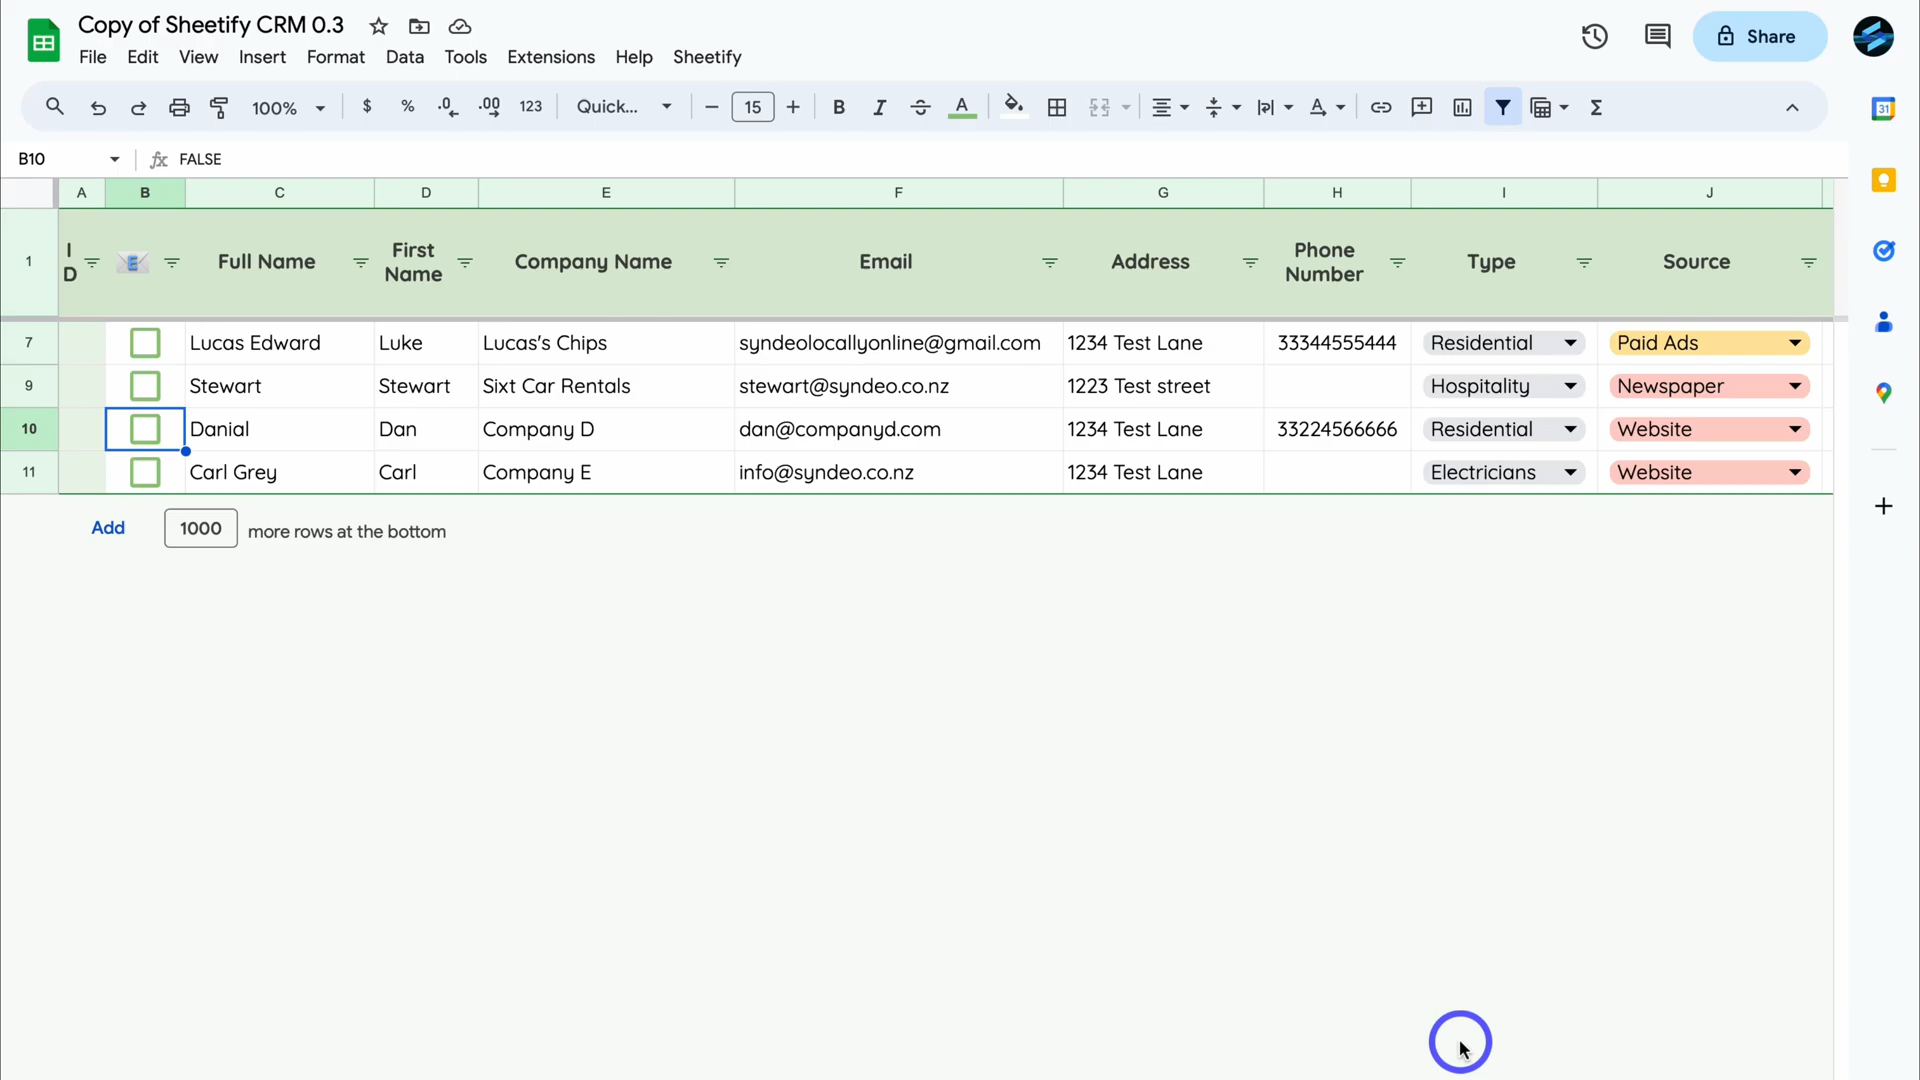 Copy of Sheetify CRM 0.3
Share
File Edit View Insert Format Data Tools Extensions Help Sheetify
100% $ % .0 .00 123 Quick... 15 B I A Σ
31
B10 fx FALSE
A B C D E F G H I J
1 ID E Full Name First Name Company Name Email Address Phone Number Type Source
7 Lucas Edward Luke Lucas's Chips syndeolocallyonline@gmail.com 1234 Test Lane 33344555444 Residential Paid Ads
9 Stewart Stewart Sixt Car Rentals stewart@syndeo.co.nz 1223 Test street Hospitality Newspaper
10 Danial Dan Company D dan@companyd.com 1234 Test Lane 33224566666 Residential Website
11 Carl Grey Carl Company E info@syndeo.co.nz 1234 Test Lane Electricians Website
Add 1000 more rows at the bottom